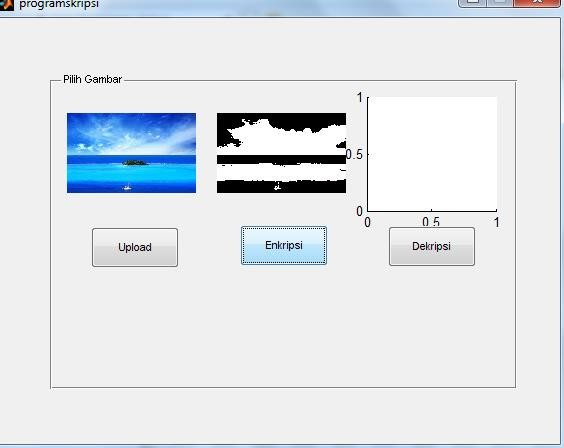 programskripsi
Pilih Gambar
1
0.5
0
0 0.5 1
Upload Enkripsi Dekripsi